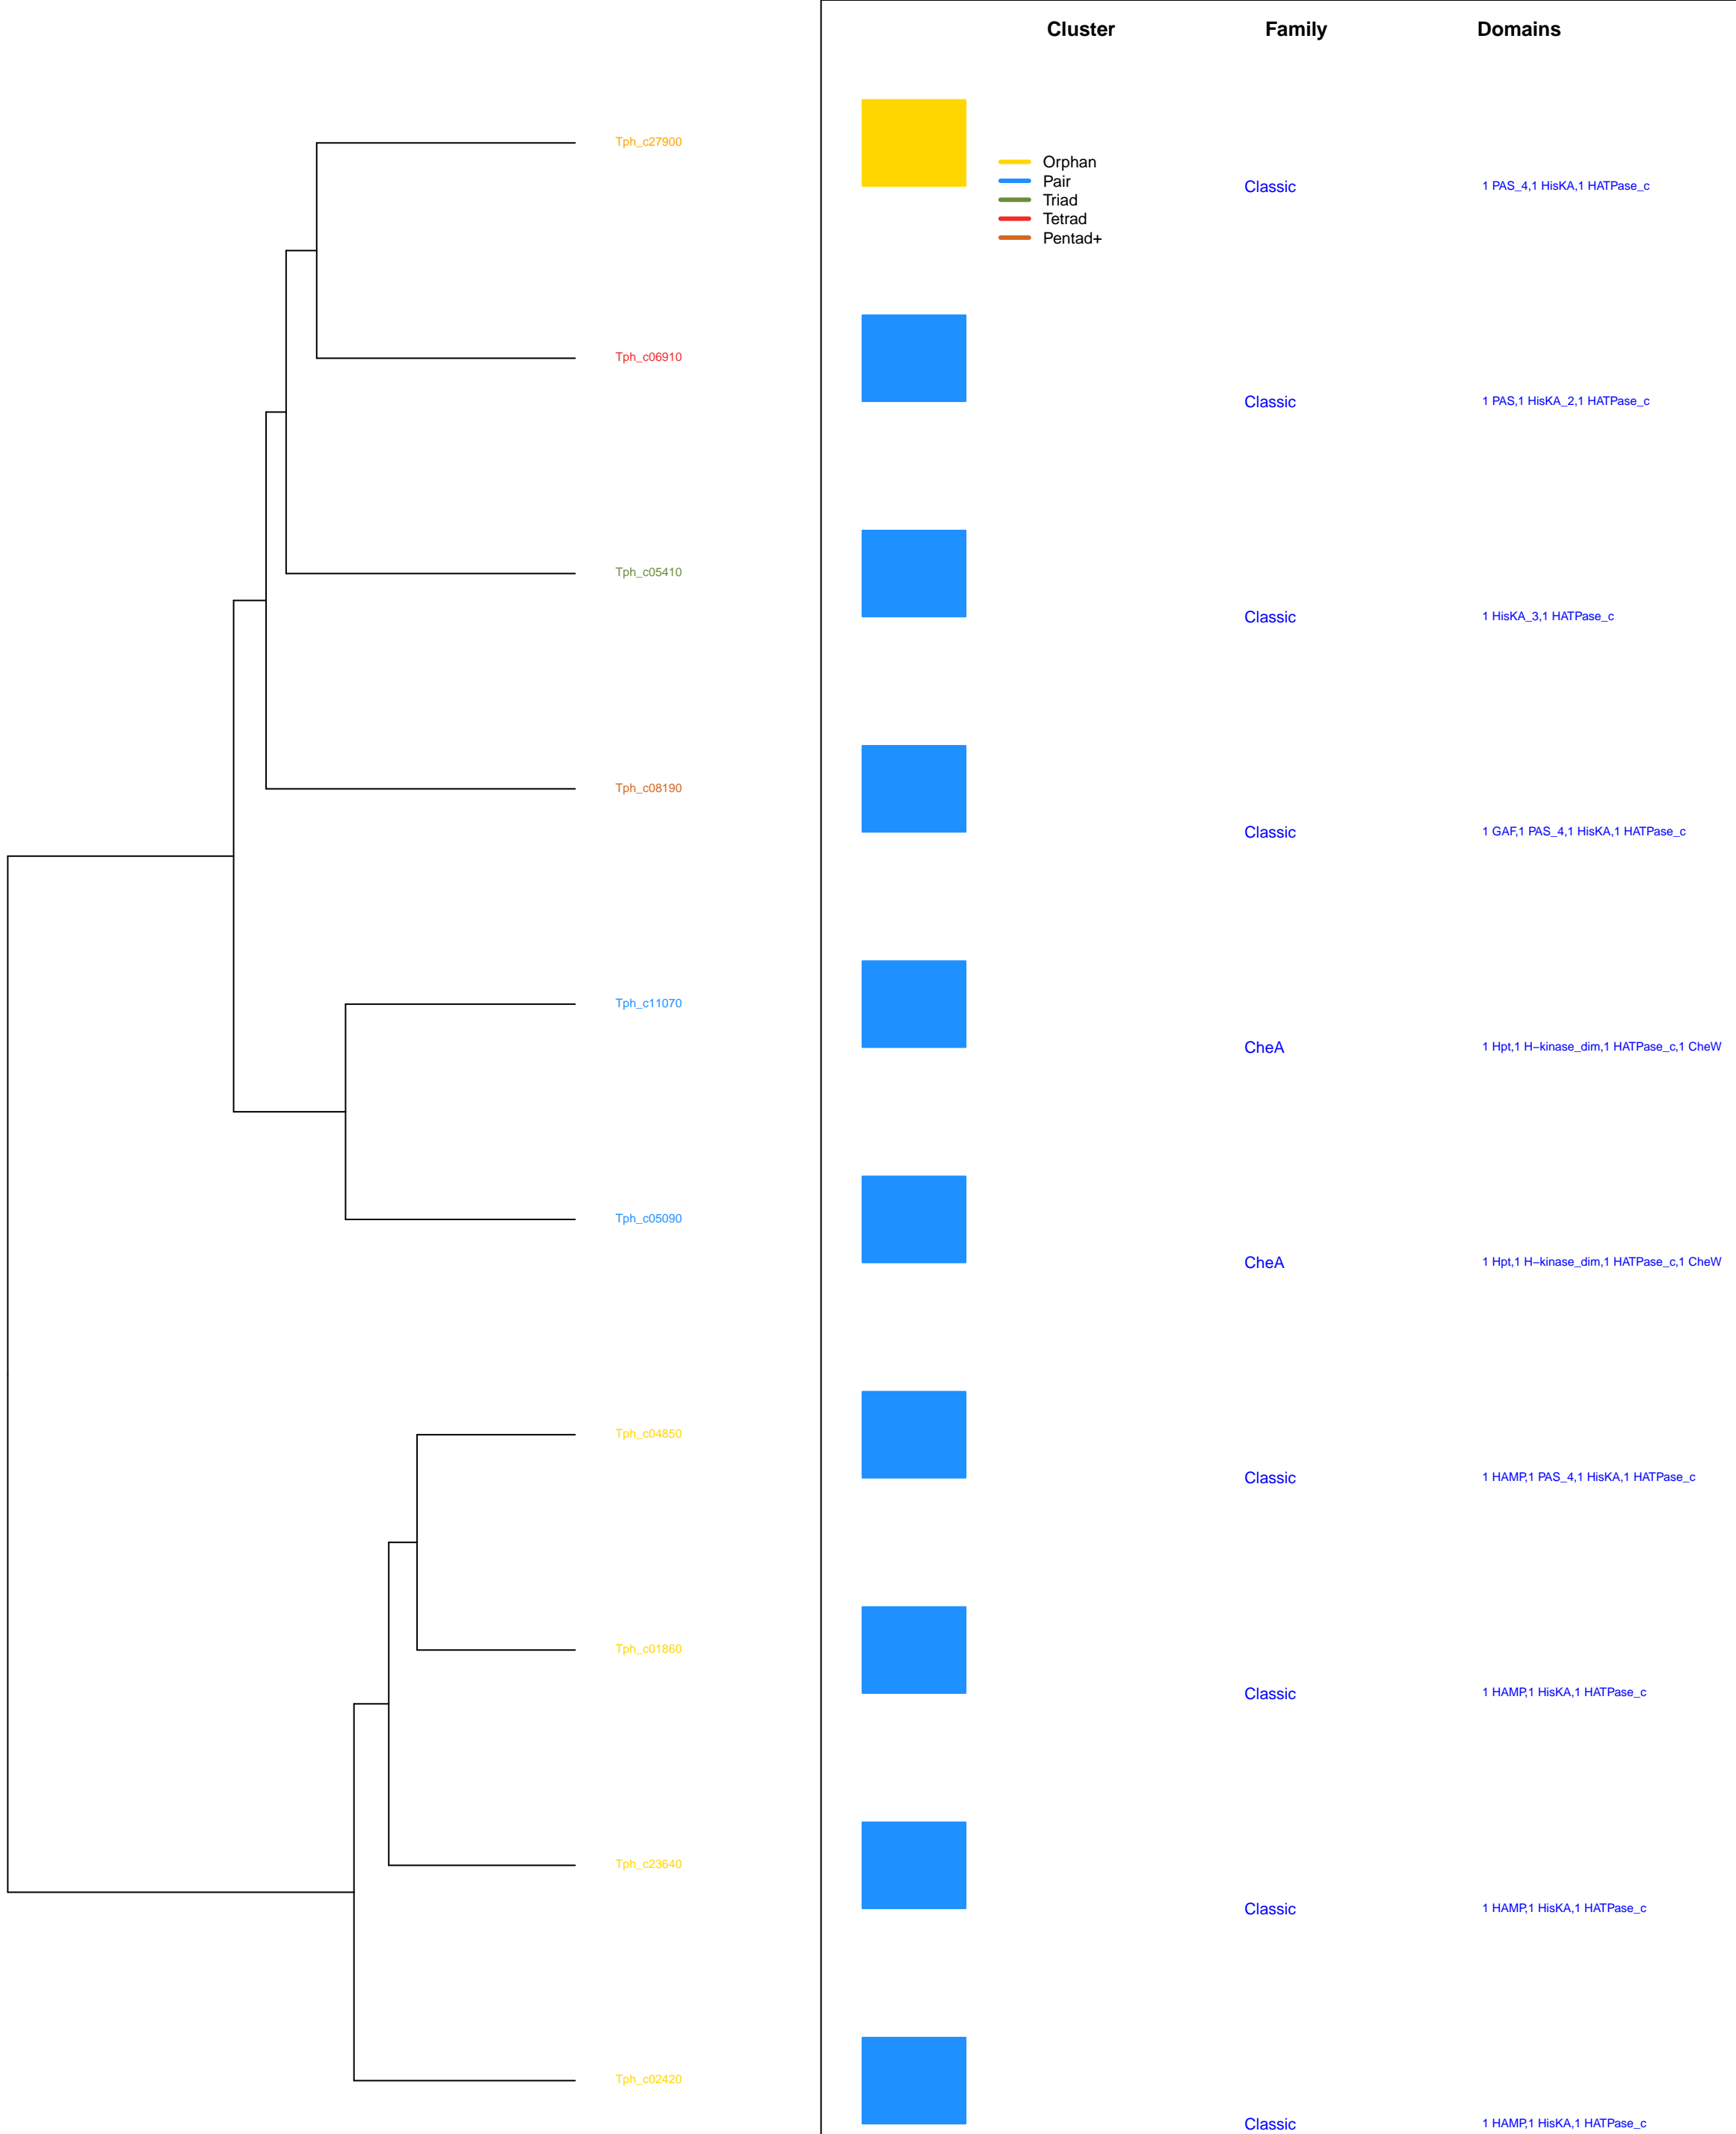 Cluster Family Domains
Tph_c27900
Orphan
Pair
Triad
Tetrad
Pentad+
Classic 1 PAS_4,1 HisKA,1 HATPase_c
Tph_c06910
Classic 1 PAS,1 HisKA_2,1 HATPase_c
Tph_c05410
Classic 1 HisKA_3,1 HATPase_c
Tph_c08190
Classic 1 GAF,1 PAS_4,1 HisKA,1 HATPase_c
Tph_c11070
CheA 1 Hpt,1 H−kinase_dim,1 HATPase_c,1 CheW
Tph_c05090
CheA 1 Hpt,1 H−kinase_dim,1 HATPase_c,1 CheW
Tph_c04850
Classic 1 HAMP,1 PAS_4,1 HisKA,1 HATPase_c
Tph_c01860
Classic 1 HAMP,1 HisKA,1 HATPase_c
Tph_c23640
Classic 1 HAMP,1 HisKA,1 HATPase_c
Tph_c02420
Classic 1 HAMP,1 HisKA,1 HATPase_c